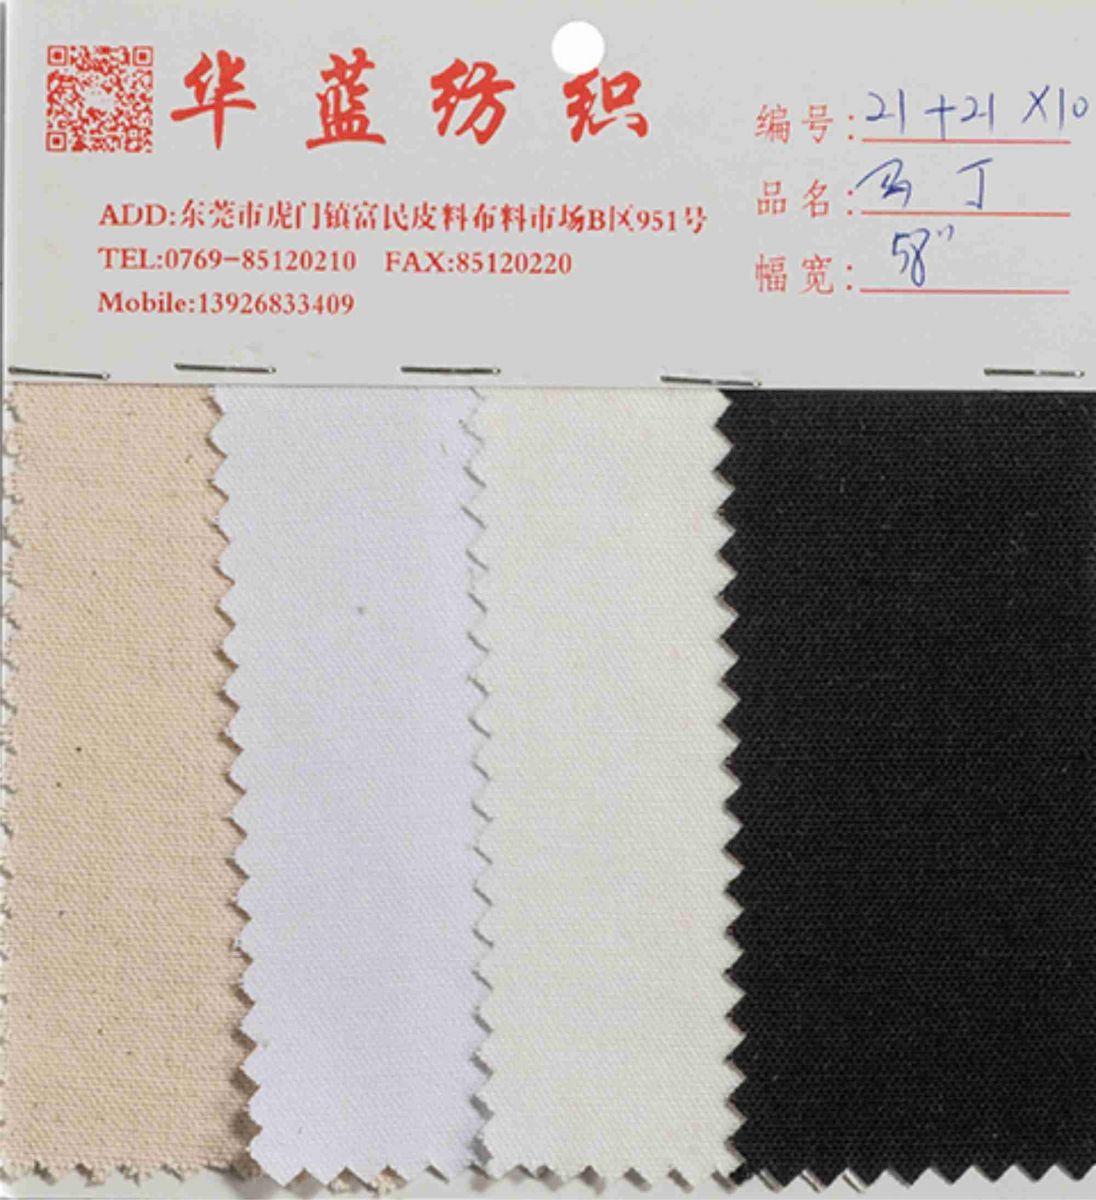 华蓝纺织
编号:21+21×10
品名:马丁
幅宽:58"
ADD:东莞市虎门镇富民皮料布料市场B区951号
TEL:0769-85120210 FAX:85120220
Mobile:13926833409